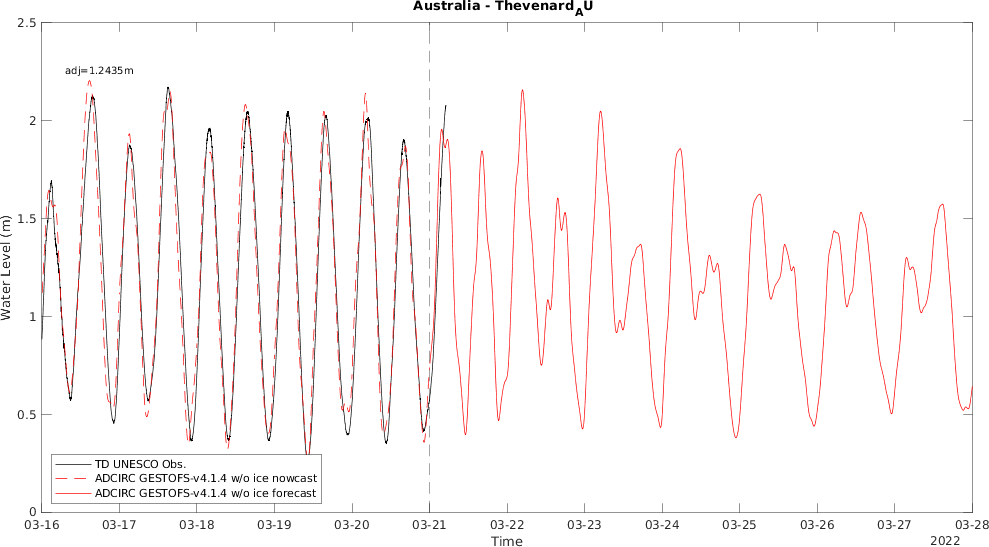 Australia - Thevenard_AU
2.5
adj=1.2435m
2
1.5
Water Level (m)
1
0.5
TD UNESCO Obs.
ADCIRC GESTOFS-v4.1.4 w/o ice nowcast
ADCIRC GESTOFS-v4.1.4 w/o ice forecast
0
03-16 03-17 03-18 03-19 03-20 03-21 03-22 03-23 03-24 03-25 03-26 03-27 03-28
Time
2022